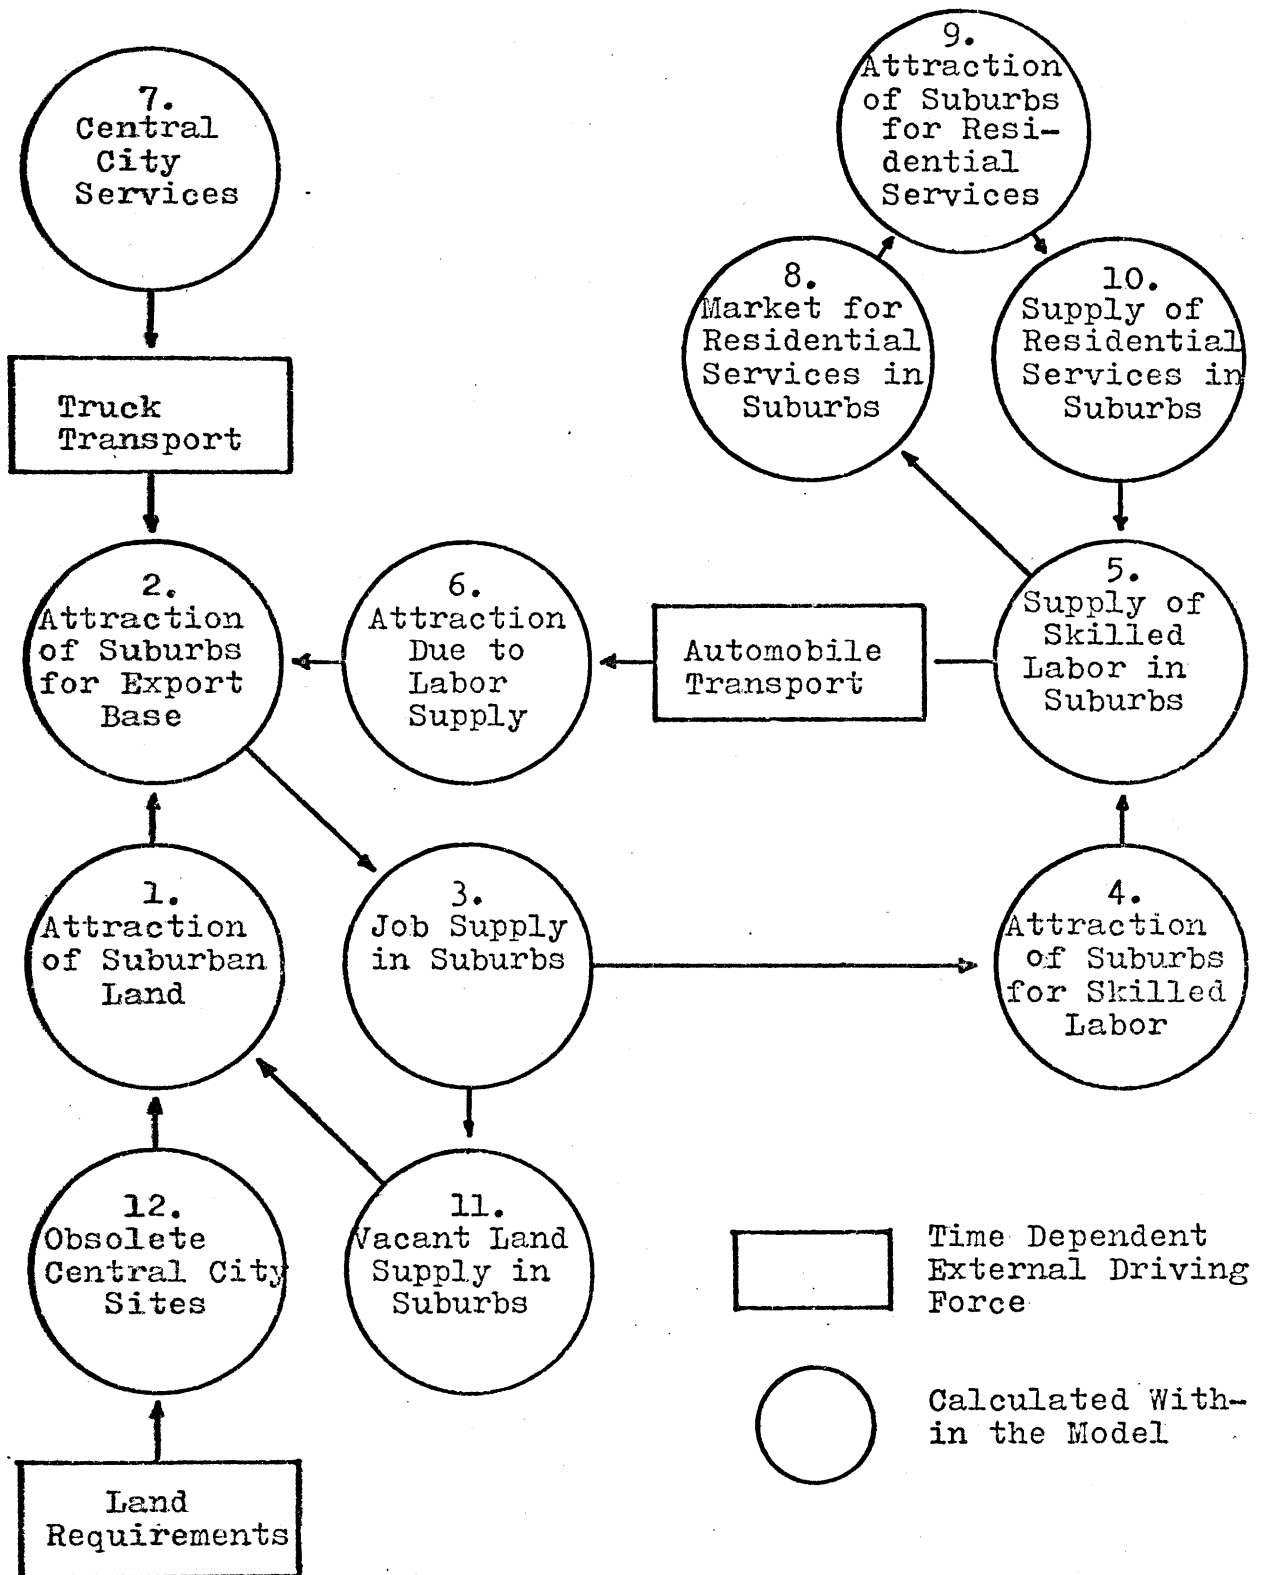 7.
Central
City
Services
Truck
Transport
9.
Attraction
of Suburbs
for Resi-
dential
Services
8.
Market for
Residential
Services in
Suburbs
10.
Supply of
Residential
Services in
Suburbs
2.
Attraction
of Suburbs
for Export
Base
6.
Attraction
Due to
Labor
Supply
Automobile
Transport
5.
Supply of
Skilled
Labor in
Suburbs
1.
Attraction
of Suburban
Land
3.
Job Supply
in Suburbs
4.
Attraction
of Suburbs
for Skilled
Labor
12.
Obsolete
Central City
Sites
11.
Vacant Land
Supply in
Suburbs
Land
Requirements
Time Dependent
External Driving
Force
Calculated With-
in the Model